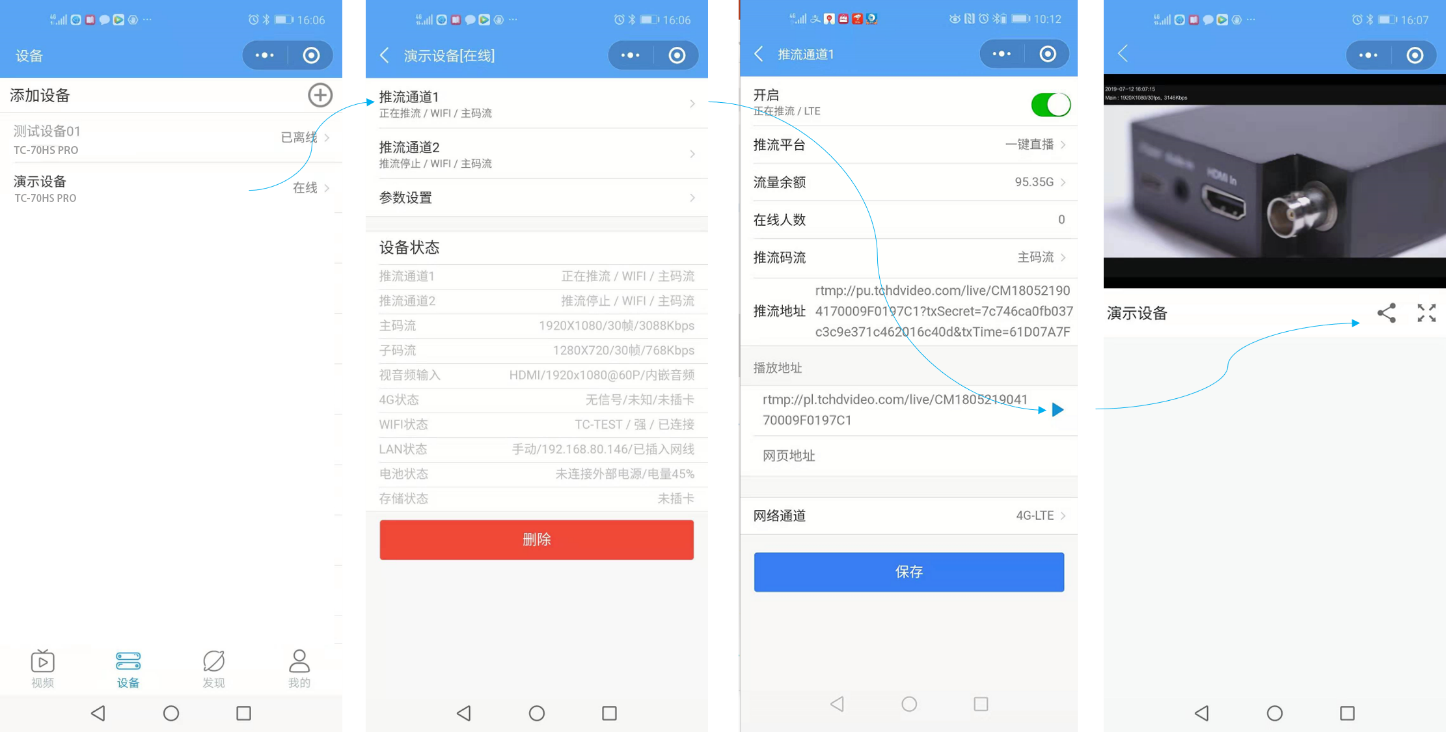 16:06
设备
添加设备
测试设备01
TC-70HS PRO
已离线
演示设备
TC-70HS PRO
在线
视频
设备
发现
我的
16:06
演示设备[在线]
推流通道1
正在推流 / WIFI / 主码流
推流通道2
推流停止 / WIFI / 主码流
参数设置
设备状态
推流通道1 正在推流 / WIFI / 主码流
推流通道2 推流停止 / WIFI / 主码流
主码流 1920X1080/30帧/3088Kbps
子码流 1280X720/30帧/768Kbps
视音频输入 HDMI/1920x1080@60P/内嵌音频
4G状态 无信号/未知/未插卡
WIFI状态 TC-TEST / 强 / 已连接
LAN状态 手动/192.168.80.146/已插入网线
电池状态 未连接外部电源/电量45%
存储状态 未插卡
删除
10:12
推流通道1
开启
正在推流 / LTE
推流平台 一键直播
流量余额 95.35G
在线人数 0
推流码流 主码流
推流地址
rtmp://pu.tchdvideo.com/live/CM18052190
4170009F0197C1?txSecret=7c746ca0fb037
c3c9e371c462016c40d&txTime=61D07A7F
播放地址
rtmp://pl.tchdvideo.com/live/CM1805219041
70009F0197C1
网页地址
网络通道 4G-LTE
保存
16:07
2019-07-12 16:07:15
Main : 1920X1080/30fps, 3146Kbps
HDMI In
演示设备